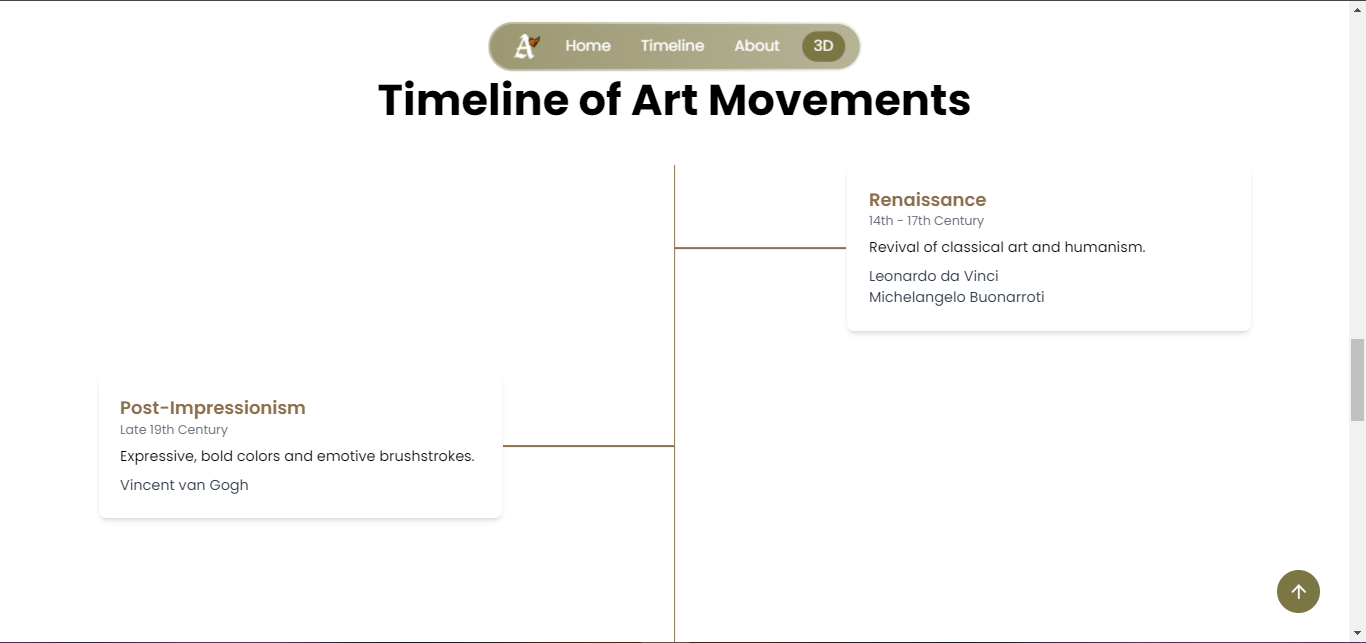 A Home Timeline About 3D
Timeline of Art Movements
Renaissance
14th - 17th Century
Revival of classical art and humanism.
Leonardo da Vinci
Michelangelo Buonarroti
Post-Impressionism
Late 19th Century
Expressive, bold colors and emotive brushstrokes.
Vincent van Gogh